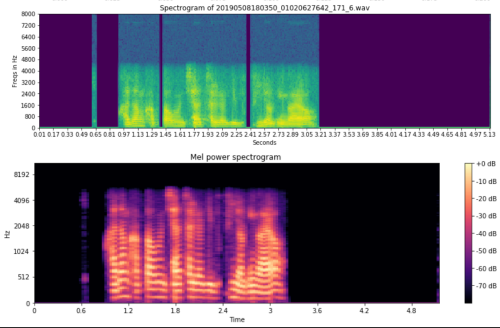 Spectrogram of 20190508180350_01020627642_171_6.wav
8000
7200
6400
5600
4800
4000
3200
2400
1600
800
0
Freqs in Hz
0.01 0.17 0.33 0.49 0.65 0.81 0.97 1.13 1.29 1.45 1.61 1.77 1.93 2.09 2.25 2.41 2.57 2.73 2.89 3.05 3.21 3.37 3.53 3.69 3.85 4.01 4.17 4.33 4.49 4.65 4.81 4.97 5.13
Seconds
Mel power spectrogram
8192
4096
2048
1024
512
0
Hz
0 0.6 1.2 1.8 2.4 3 3.6 4.2 4.8
Time
+0 dB
-10 dB
-20 dB
-30 dB
-40 dB
-50 dB
-60 dB
-70 dB